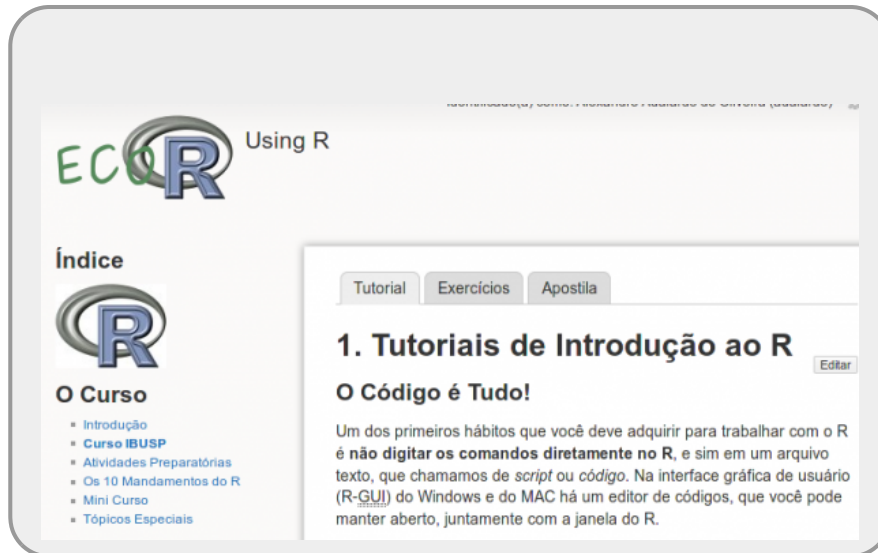 ECO R
Using R
Índice
R
O Curso
Introdução
Curso IBUSP
Atividades Preparatórias
Os 10 Mandamentos do R
Mini Curso
Tópicos Especiais
Tutorial
Exercícios
Apostila
1. Tutoriais de Introdução ao R
Editar
O Código é Tudo!
Um dos primeiros hábitos que você deve adquirir para trabalhar com o R
é não digitar os comandos diretamente no R, e sim em um arquivo
texto, que chamamos de script ou código. Na interface gráfica de usuário
(R-GUI) do Windows e do MAC há um editor de códigos, que você pode
manter aberto, juntamente com a janela do R.